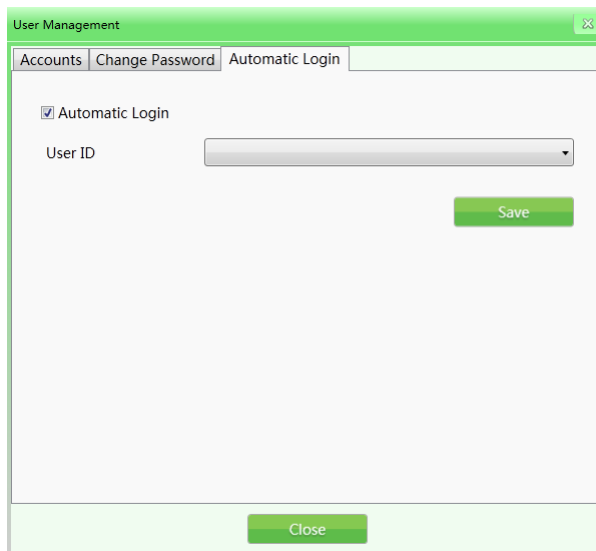 User Management
Accounts Change Password Automatic Login
Automatic Login
User ID
Save
Close